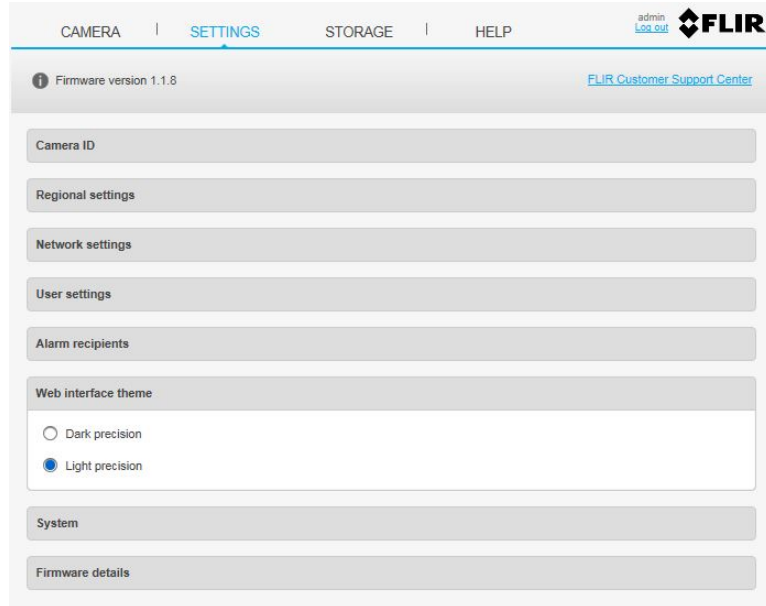 CAMERA | SETTINGS STORAGE | HELP
admin
Log out
FLIR
Firmware version 1.1.8
FLIR Customer Support Center
Camera ID
Regional settings
Network settings
User settings
Alarm recipients
Web interface theme
Dark precision
Light precision
System
Firmware details